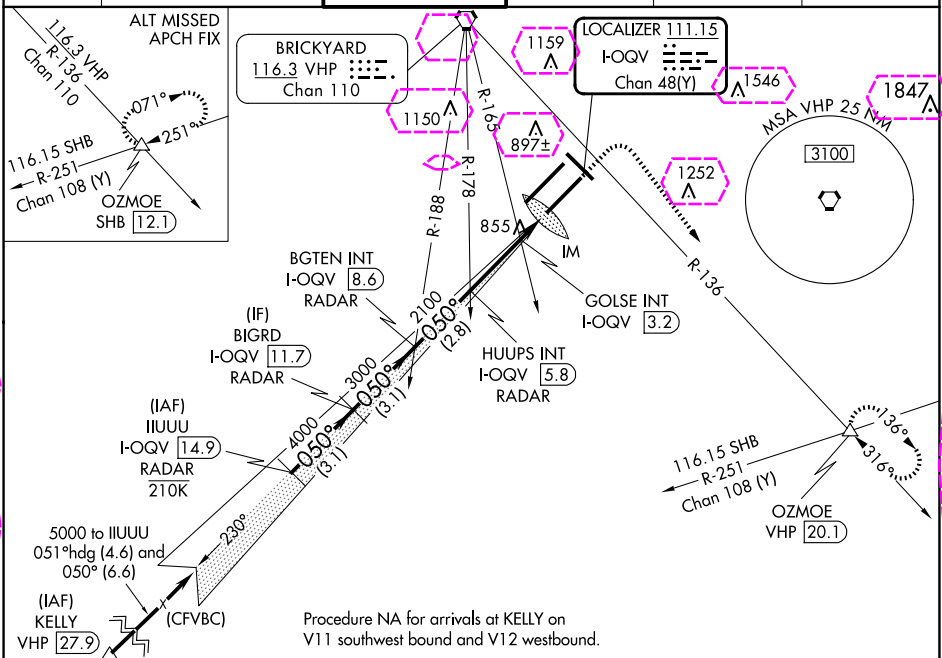 ALT MISSED
APCH FIX
116.3 VHP
R-136
Chan 110
071°
251°
116.15 SHB
R-251
Chan 108 (Y)
OZMOE
SHB 12.1
BRICKYARD
116.3 VHP
Chan 110
1159
LOCALIZER 111.15
I-OQV
Chan 48(Y)
1546
1847
MSA VHP 25 NM
3100
1150
R-165
897±
R-178
R-188
1252
855
IM
R-136
BGTEN INT
I-OQV 8.6
RADAR
2100
050°
(2.8)
GOLSE INT
I-OQV 3.2
(IF)
BIGRD
I-OQV 11.7
RADAR
3000
050°
(3.1)
HUUPS INT
I-OQV 5.8
RADAR
(IAF)
IIUUU
I-OQV 14.9
RADAR
210K
4000
050°
(3.1)
136°
316°
116.15 SHB
R-251
Chan 108 (Y)
OZMOE
VHP 20.1
230°
5000 to IIUUU
051°hdg (4.6) and
050° (6.6)
(IAF)
KELLY
VHP 27.9
(CFVBC)
Procedure NA for arrivals at KELLY on
V11 southwest bound and V12 westbound.